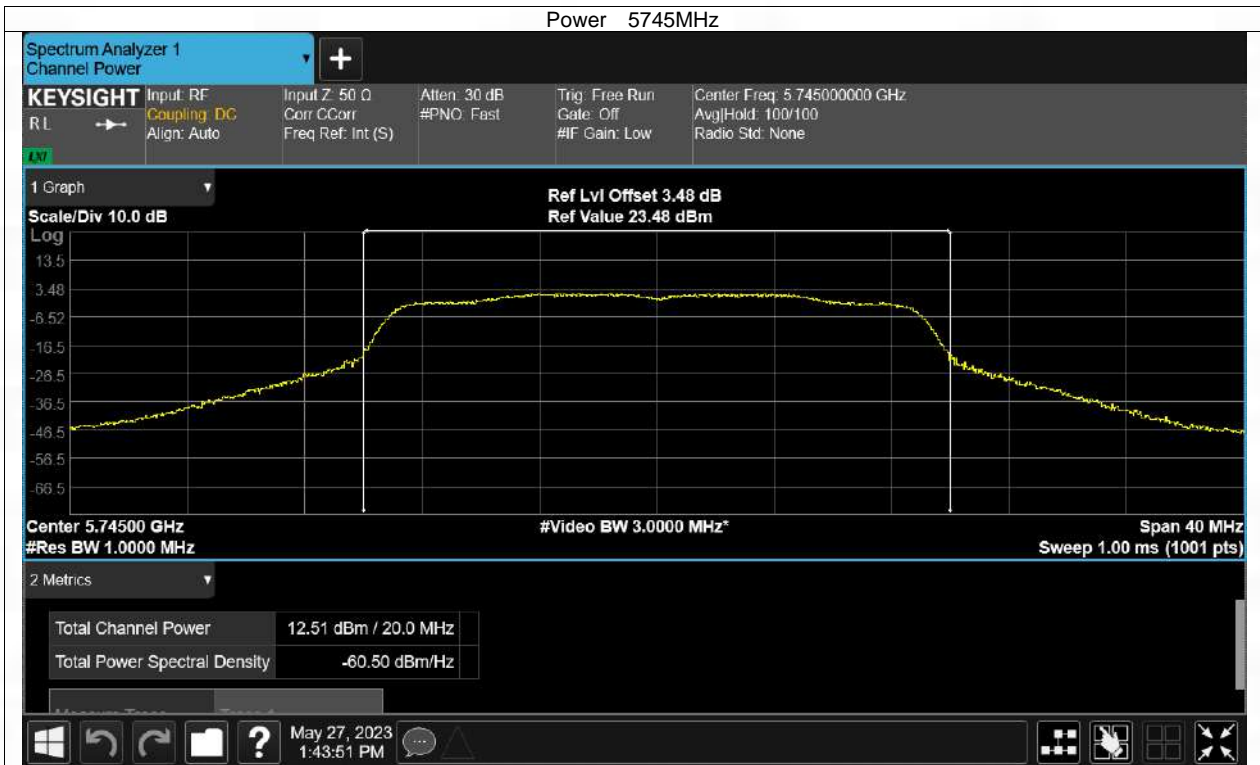 Power 5745MHz
Spectrum Analyzer 1
Channel Power
+
KEYSIGHT
RL
LXI
Input: RF
Coupling: DC
Align: Auto
Input Z: 50 Ω
Corr CCorr
Freq Ref: Int (S)
Atten: 30 dB
#PNO: Fast
Trig: Free Run
Gate: Off
#IF Gain: Low
Center Freq: 5.745000000 GHz
Avg|Hold: 100/100
Radio Std: None
1 Graph
Scale/Div 10.0 dB
Ref Lvl Offset 3.48 dB
Ref Value 23.48 dBm
Log
13.5
3.48
-6.52
-16.5
-26.5
-36.5
-46.5
-56.5
-66.5
Center 5.74500 GHz
#Res BW 1.0000 MHz
#Video BW 3.0000 MHz*
Span 40 MHz
Sweep 1.00 ms (1001 pts)
2 Metrics
Total Channel Power 12.51 dBm / 20.0 MHz
Total Power Spectral Density -60.50 dBm/Hz
?
May 27, 2023
1:43:51 PM